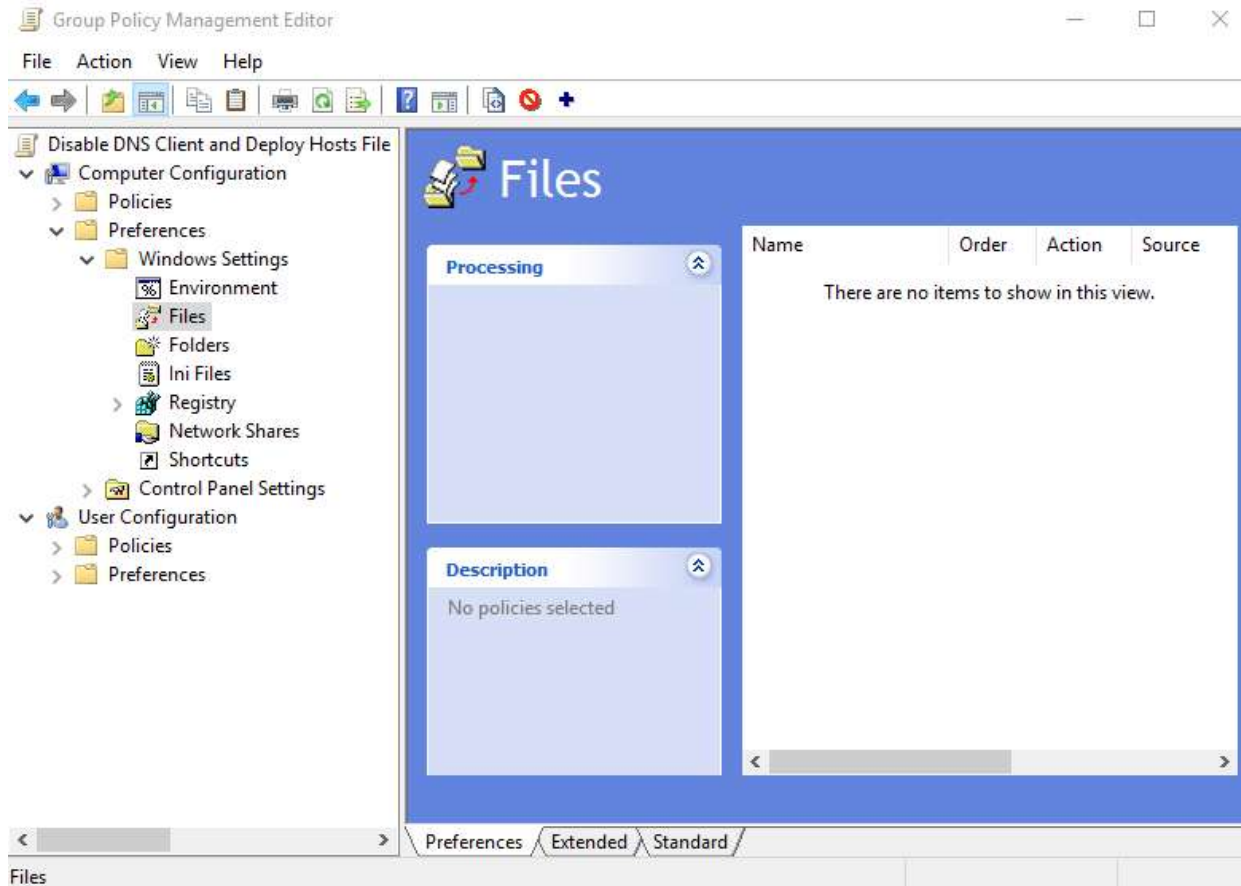 Group Policy Management Editor
File Action View Help
Disable DNS Client and Deploy Hosts File
Computer Configuration
Policies
Preferences
Windows Settings
Environment
Files
Folders
Ini Files
Registry
Network Shares
Shortcuts
Control Panel Settings
User Configuration
Policies
Preferences
Files
Processing
Description
No policies selected
Name Order Action Source
There are no items to show in this view.
Preferences Extended Standard
Files